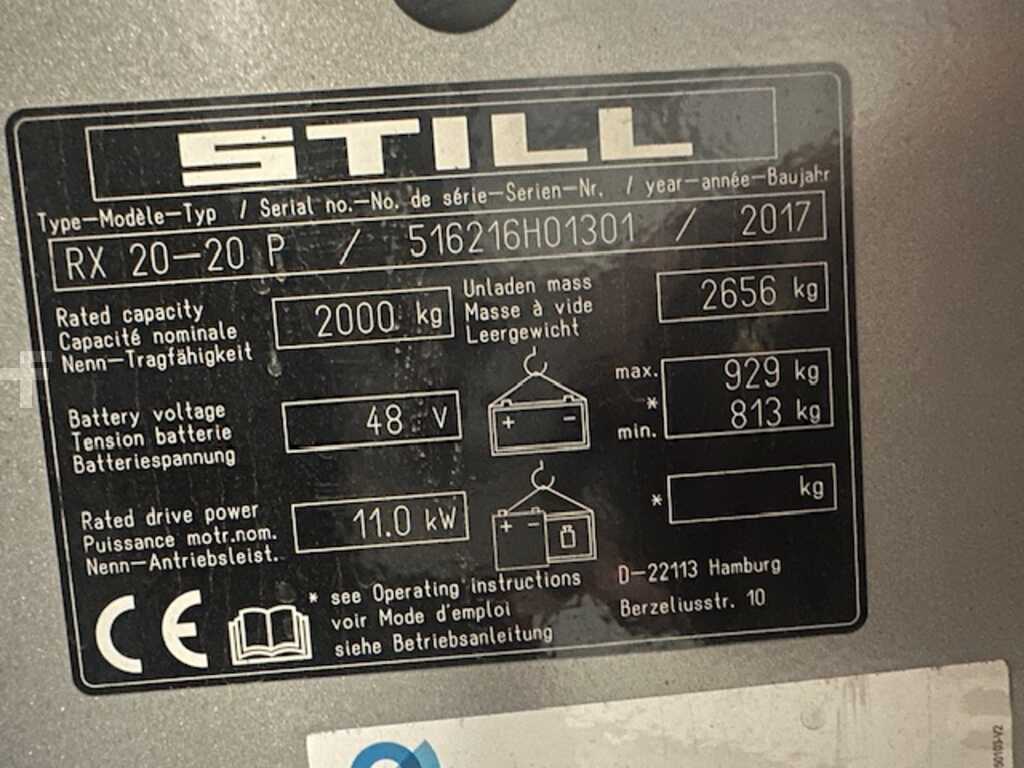 STILL
Type-Modèle-Typ / Serial no.-No. de série-Serien-Nr. / year-année-Baujahr
RX 20-20 P / 516216H01301 / 2017
Rated capacity
Capacité nominale
Nenn-Tragfähigkeit
2000 kg
Unladen mass
Masse à vide
Leergewicht
2656 kg
Battery voltage
Tension batterie
Batteriespannung
48 V
+ -
max. 929 kg
*
min. 813 kg
Rated drive power
Puissance motr.nom.
Nenn-Antriebsleist.
11.0 kW
+ -
* kg
CE
* see Operating instructions
voir Mode d'emploi
siehe Betriebsanleitung
D-22113 Hamburg
Berzeliusstr. 10